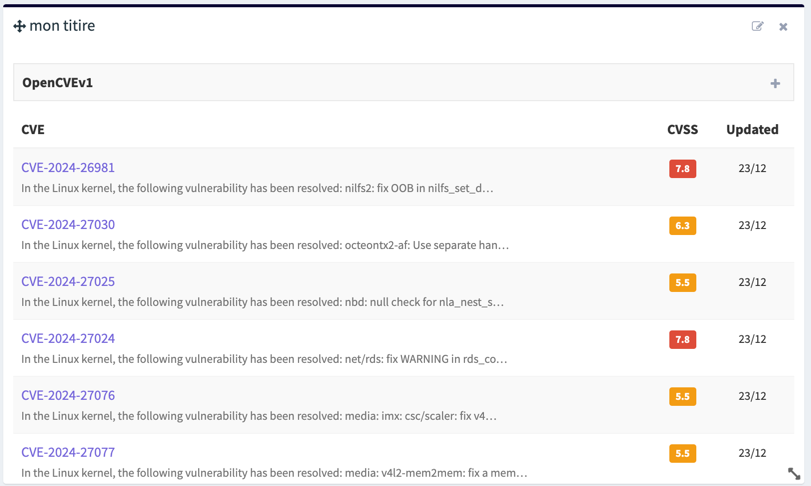 mon titire
OpenCVEv1
CVE CVSS Updated
CVE-2024-26981 7.8 23/12
In the Linux kernel, the following vulnerability has been resolved: nilfs2: fix OOB in nilfs_set_d…
CVE-2024-27030 6.3 23/12
In the Linux kernel, the following vulnerability has been resolved: octeontx2-af: Use separate han…
CVE-2024-27025 5.5 23/12
In the Linux kernel, the following vulnerability has been resolved: nbd: null check for nla_nest_s…
CVE-2024-27024 7.8 23/12
In the Linux kernel, the following vulnerability has been resolved: net/rds: fix WARNING in rds_co…
CVE-2024-27076 5.5 23/12
In the Linux kernel, the following vulnerability has been resolved: media: imx: csc/scaler: fix v4…
CVE-2024-27077 5.5 23/12
In the Linux kernel, the following vulnerability has been resolved: media: v4l2-mem2mem: fix a mem…